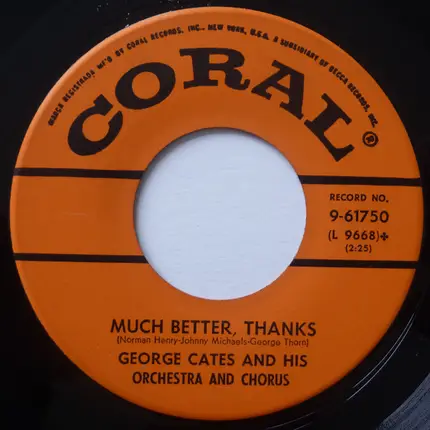 MARCA REGISTRADA MF'D BY CORAL RECORDS, INC., NEW YORK, U.S.A. A SUBSIDIARY OF DECCA RECORDS, INC.
CORAL®
RECORD NO.
9-61750
(L 9668)+
(2:25)
MUCH BETTER, THANKS
(Norman Henry-Johnny Michaels-George Thorn)
GEORGE CATES AND HIS
ORCHESTRA AND CHORUS